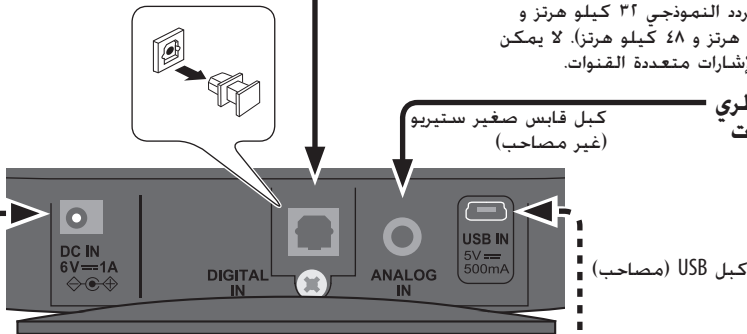 ردد النموذجي ٣٢ كيلو هرتز و
هرتز و ٤٨ كيلو هرتز). لا يمكن
إشارات متعددة القنوات.
كبل قابس صغير ستيريو
(غير مصاحب)
DC IN
6V 1A
DIGITAL
IN
ANALOG
IN
USB IN
5V
500mA
كبل USB (مصاحب)